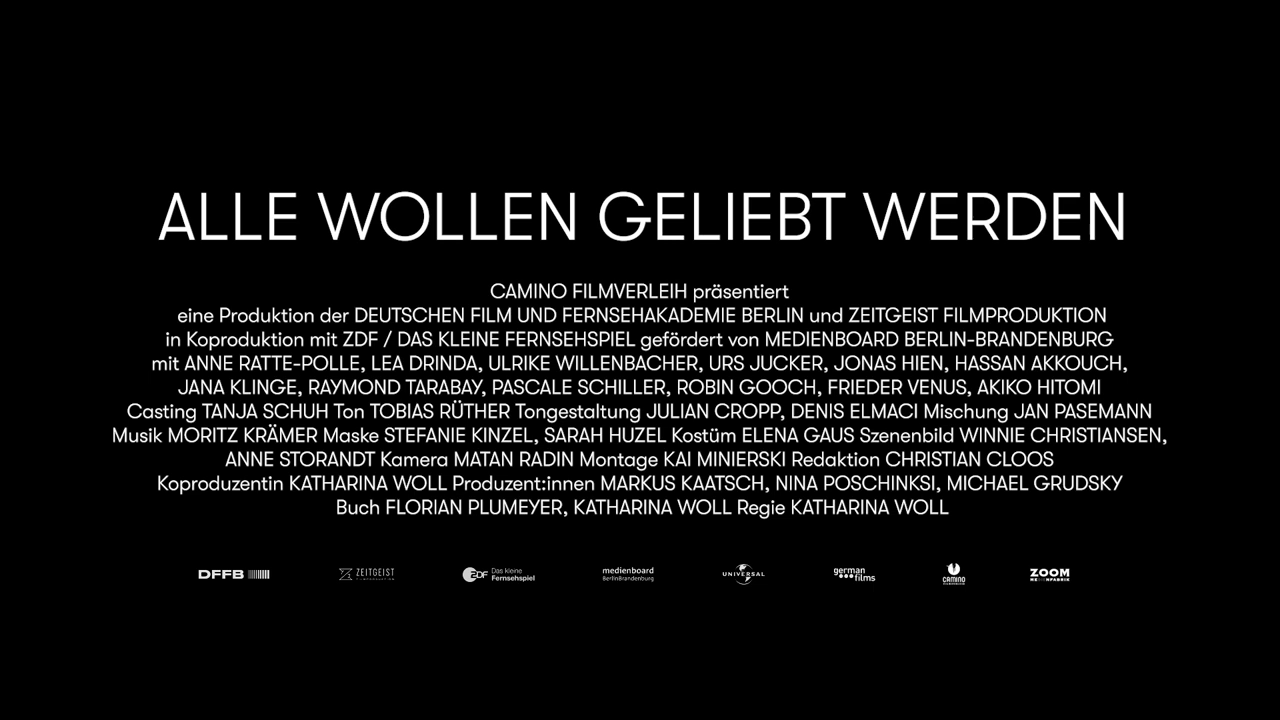 ALLE WOLLEN GELIEBT WERDEN
CAMINO FILMVERLEIH präsentiert
eine Produktion der DEUTSCHEN FILM UND FERNSEHAKADEMIE BERLIN und ZEITGEIST FILMPRODUKTION
in Koproduktion mit ZDF / DAS KLEINE FERNSEHSPIEL gefördert von MEDIENBOARD BERLIN-BRANDENBURG
mit ANNE RATTE-POLLE, LEA DRINDA, ULRIKE WILLENBACHER, URS JUCKER, JONAS HIEN, HASSAN AKKOUCH,
JANA KLINGE, RAYMOND TARABAY, PASCALE SCHILLER, ROBIN GOOCH, FRIEDER VENUS, AKIKO HITOMI
Casting TANJA SCHUH Ton TOBIAS RÜTHER Tongestaltung JULIAN CROPP, DENIS ELMACI Mischung JAN PASEMANN
Musik MORITZ KRÄMER Maske STEFANIE KINZEL, SARAH HUZEL Kostüm ELENA GAUS Szenenbild WINNIE CHRISTIANSEN,
ANNE STORANDT Kamera MATAN RADIN Montage KAI MINIERSKI Redaktion CHRISTIAN CLOOS
Koproduzentin KATHARINA WOLL Produzent:innen MARKUS KAATSCH, NINA POSCHINKSI, MICHAEL GRUDSKY
Buch FLORIAN PLUMEYER, KATHARINA WOLL Regie KATHARINA WOLL
DFFB
ZEITGEIST
ZDF Das kleine
Fernsehspiel
medienboard
BerlinBrandenburg
UNIVERSAL
german
films
CAMINO
ZOOM
MEDIENFABRIK